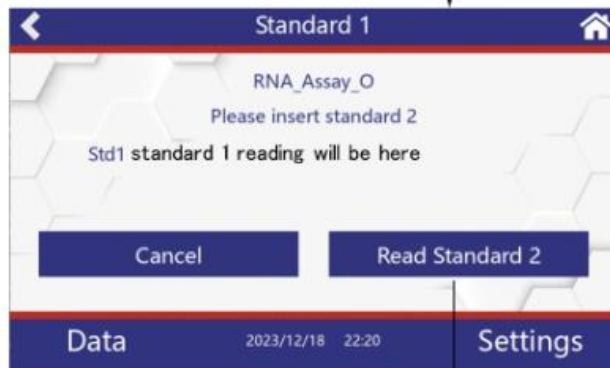 Standard 1
RNA_Assay_O
Please insert standard 2
Std1 standard 1 reading will be here
Cancel Read Standard 2
Data 2023/12/18 22:20 Settings